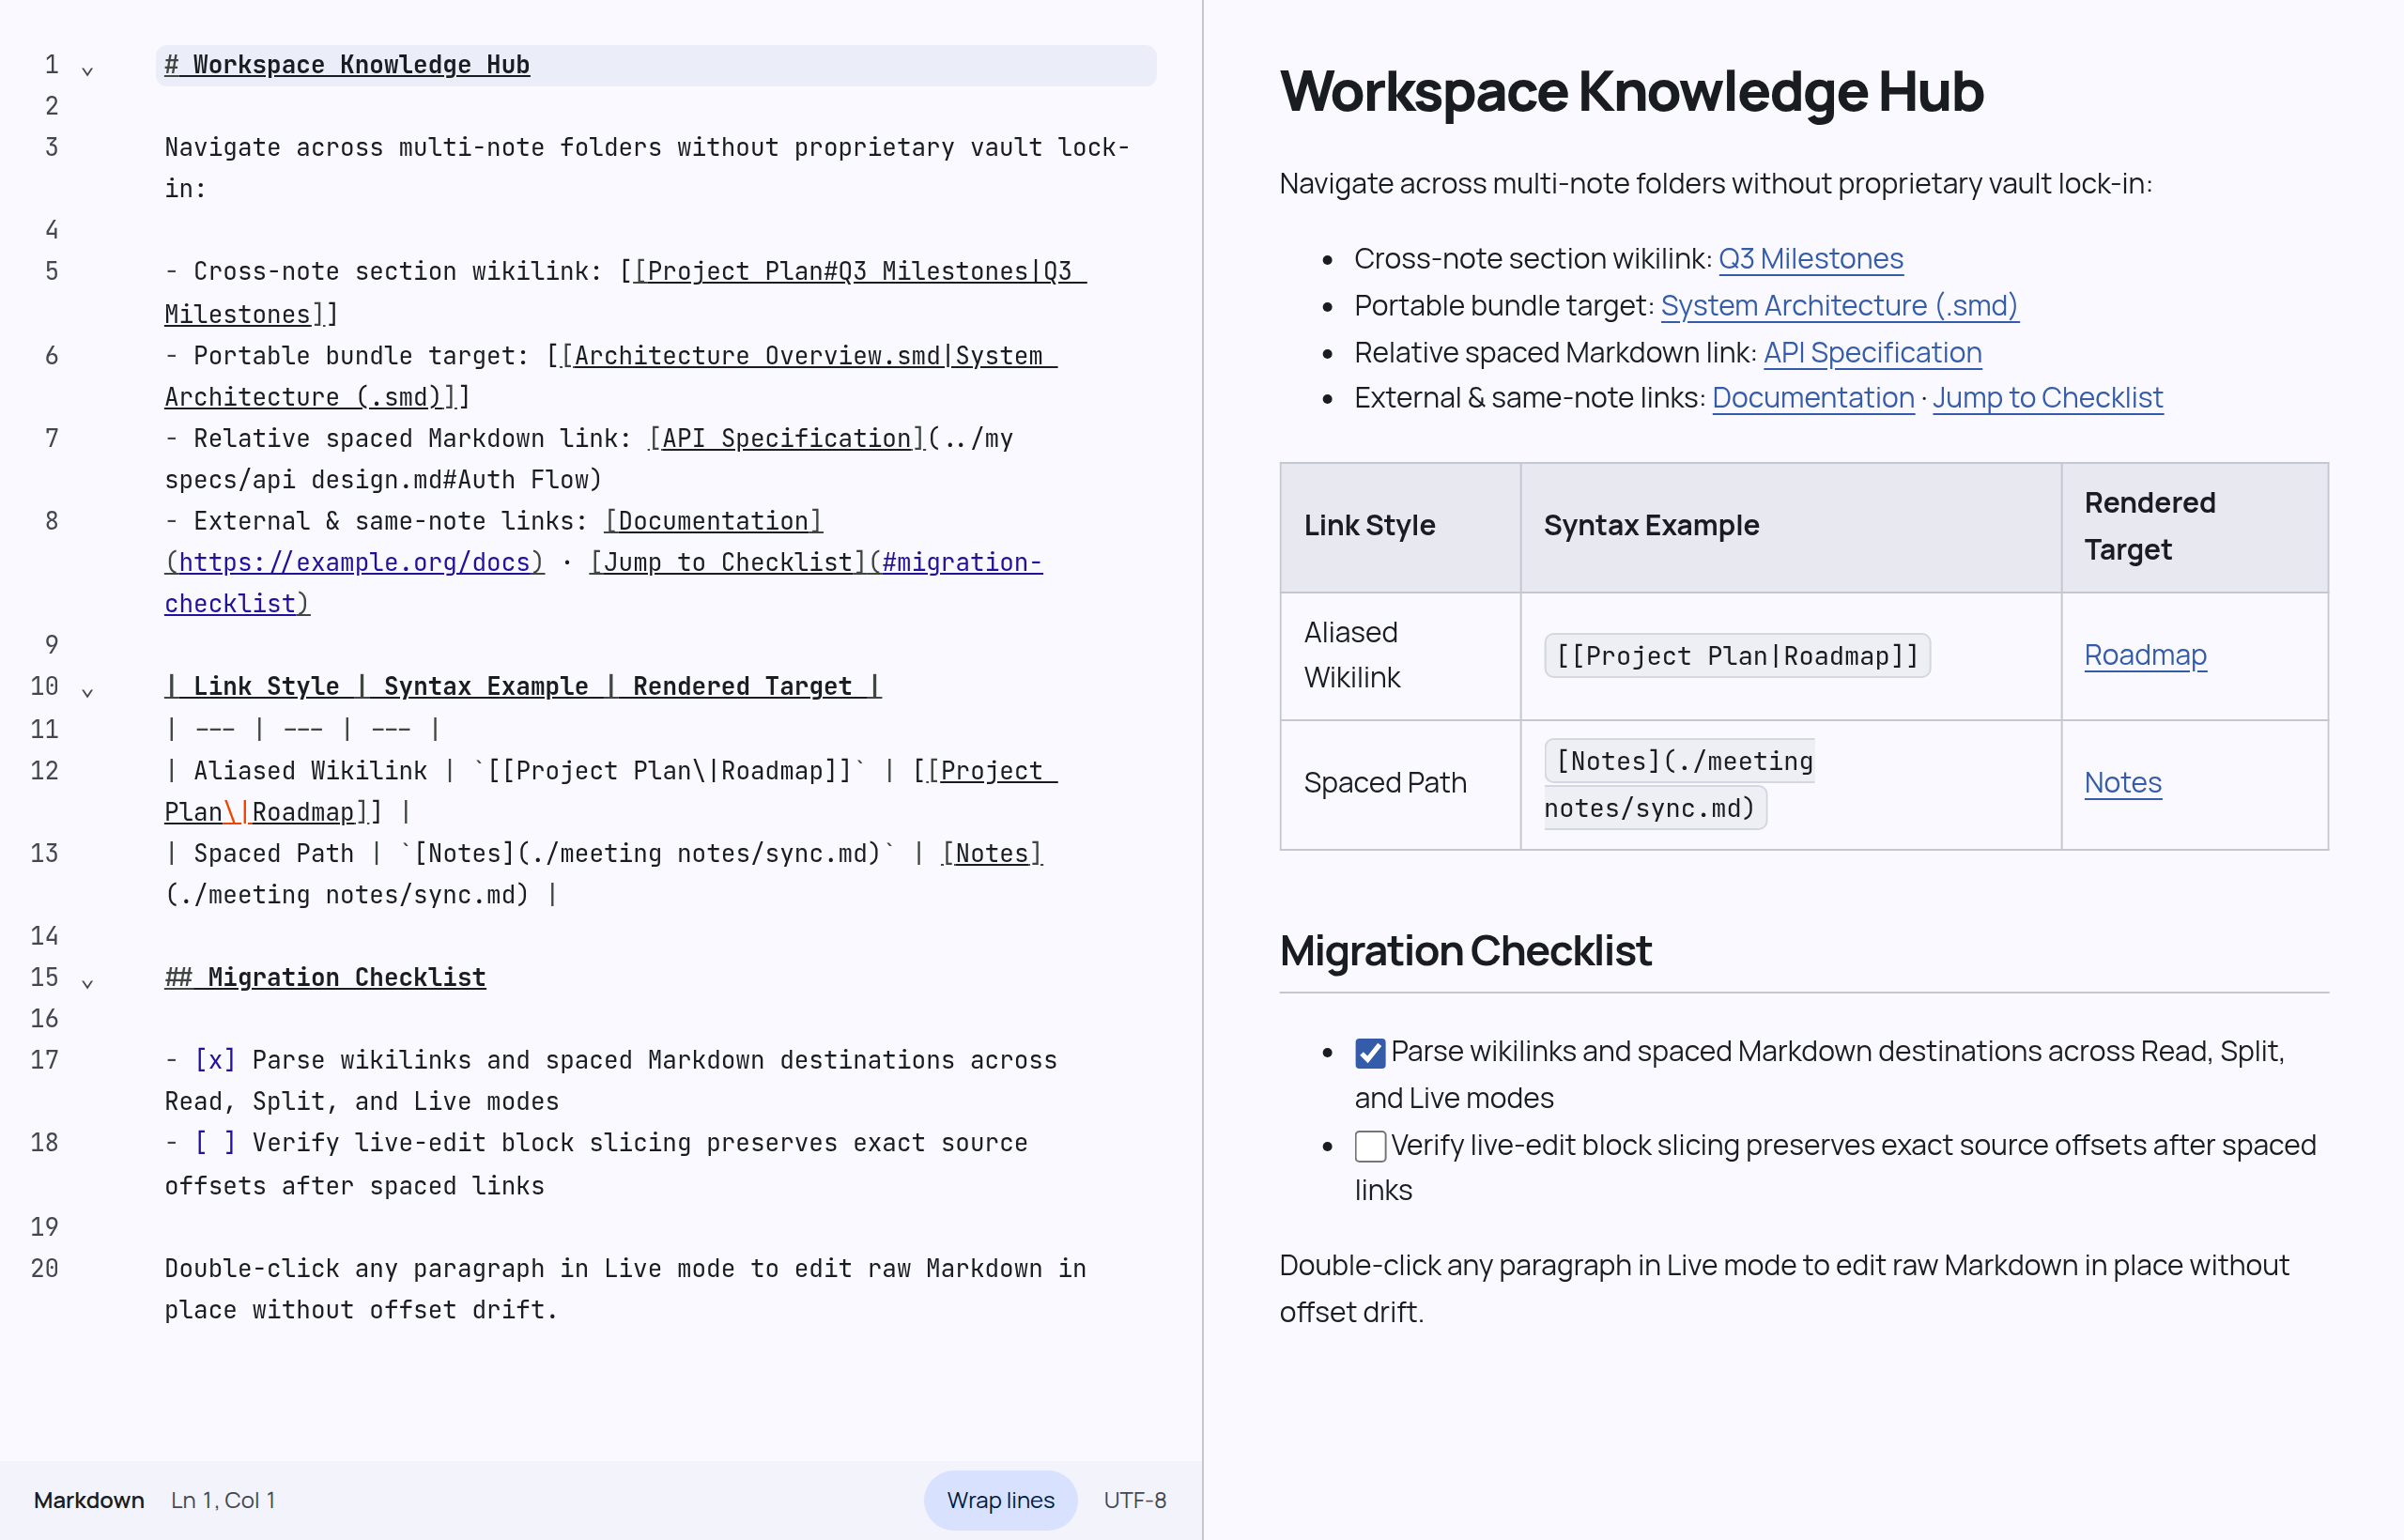 1 # Workspace Knowledge Hub
2
3 Navigate across multi-note folders without proprietary vault lock-
in:
4
5 - Cross-note section wikilink: [[Project Plan#Q3 Milestones|Q3
Milestones]]
6 - Portable bundle target: [[Architecture Overview.smd|System
Architecture (.smd)]]
7 - Relative spaced Markdown link: [API Specification](../my
specs/api design.md#Auth Flow)
8 - External & same-note links: [Documentation]
(https://example.org/docs) · [Jump to Checklist](#migration-
checklist)
9
10 | Link Style | Syntax Example | Rendered Target |
11 | --- | --- | --- |
12 | Aliased Wikilink | `[[Project Plan\|Roadmap]]` | [[Project
Plan\|Roadmap]] |
13 | Spaced Path | `[Notes](./meeting notes/sync.md)` | [Notes]
(./meeting notes/sync.md) |
14
15 ## Migration Checklist
16
17 - [x] Parse wikilinks and spaced Markdown destinations across
Read, Split, and Live modes
18 - [ ] Verify live-edit block slicing preserves exact source
offsets after spaced links
19
20 Double-click any paragraph in Live mode to edit raw Markdown in
place without offset drift.
Markdown Ln 1, Col 1 Wrap lines UTF-8
Workspace Knowledge Hub
Navigate across multi-note folders without proprietary vault lock-in:
• Cross-note section wikilink: Q3 Milestones
• Portable bundle target: System Architecture (.smd)
• Relative spaced Markdown link: API Specification
• External & same-note links: Documentation · Jump to Checklist
Link Style Syntax Example Rendered
Target
Aliased
Wikilink [[Project Plan|Roadmap]] Roadmap
Spaced Path [Notes](./meeting
notes/sync.md) Notes
Migration Checklist
• Parse wikilinks and spaced Markdown destinations across Read, Split,
and Live modes
• Verify live-edit block slicing preserves exact source offsets after spaced
links
Double-click any paragraph in Live mode to edit raw Markdown in place without
offset drift.